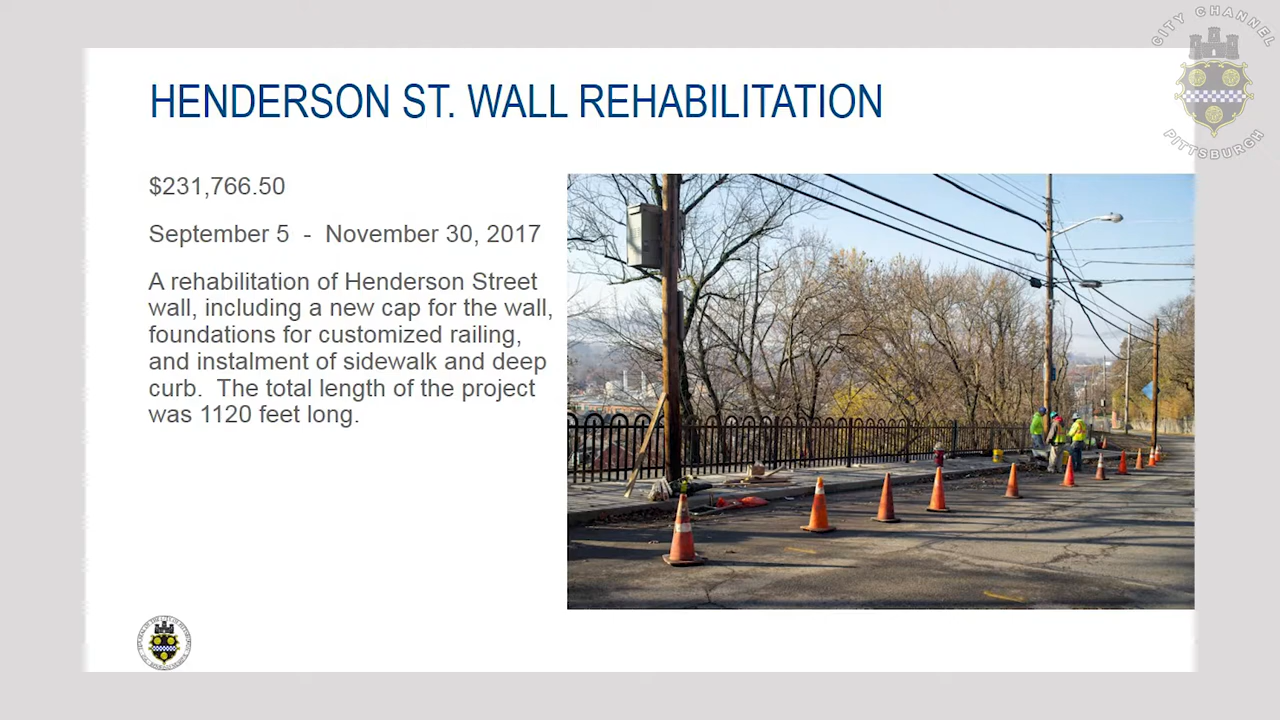 CITY CHANNEL
PITTSBURGH
HENDERSON ST. WALL REHABILITATION
$231,766.50
September 5 - November 30, 2017
A rehabilitation of Henderson Street
wall, including a new cap for the wall,
foundations for customized railing,
and instalment of sidewalk and deep
curb. The total length of the project
was 1120 feet long.